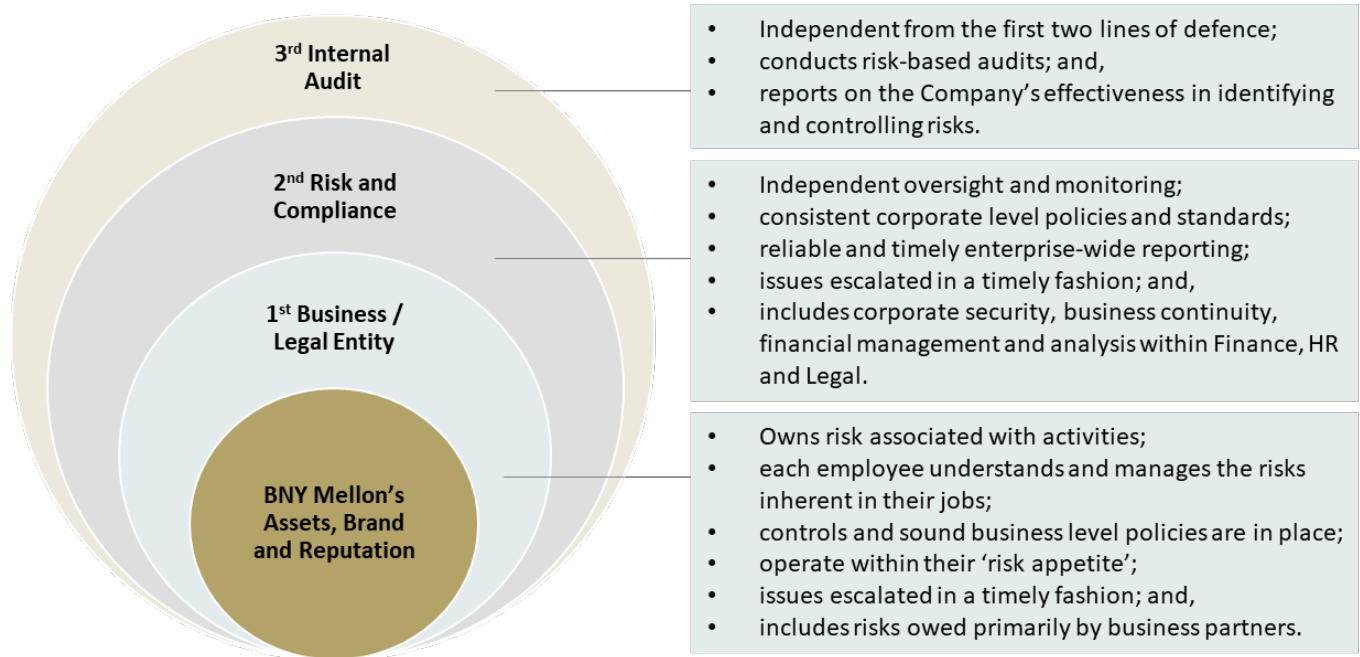 3rd Internal
Audit
• Independent from the first two lines of defence;
• conducts risk-based audits; and,
• reports on the Company’s effectiveness in identifying
and controlling risks.
2nd Risk and
Compliance
• Independent oversight and monitoring;
• consistent corporate level policies and standards;
• reliable and timely enterprise-wide reporting;
• issues escalated in a timely fashion; and,
• includes corporate security, business continuity,
financial management and analysis within Finance, HR
and Legal.
1st Business /
Legal Entity
• Owns risk associated with activities;
• each employee understands and manages the risks
inherent in their jobs;
• controls and sound business level policies are in place;
• operate within their ‘risk appetite’;
• issues escalated in a timely fashion; and,
• includes risks owed primarily by business partners.
BNY Mellon’s
Assets, Brand
and Reputation